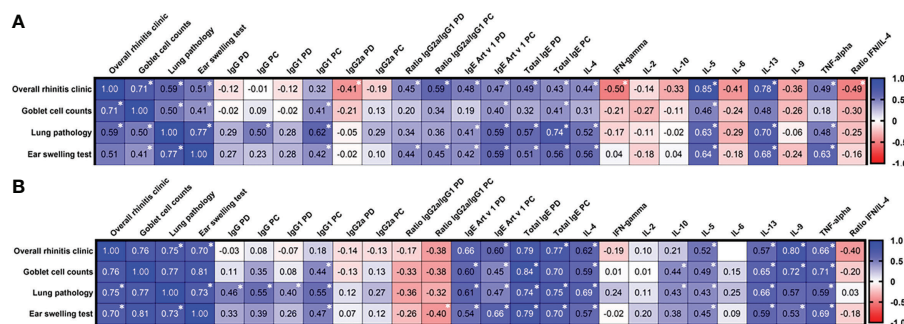 A
Overall rhinitis clinic Goblet cell counts Lung pathology Ear swelling test IgG PD IgG PC IgG1 PD IgG1 PC IgG2a PD IgG2a PC Ratio IgG2a/IgG1 PD Ratio IgG2a/IgG1 PC IgE Art v 1 PD IgE Art v 1 PC Total IgE PD Total IgE PC IL-4 IFN-gamma IL-2 IL-10 IL-5 IL-6 IL-13 IL-9 TNF-alpha Ratio IFN/IL-4
Overall rhinitis clinic 1.00 0.71* 0.59* 0.51* -0.12 -0.01 -0.12 0.32 -0.41 -0.19 0.45* 0.59* 0.48 0.47* 0.49* 0.43* 0.44* -0.50* -0.14 -0.33 0.85* -0.41 0.78* -0.36 0.49* -0.49
Goblet cell counts 0.71* 1.00 0.50* 0.41* -0.02 0.09 -0.02 0.41* -0.21 -0.03 0.26 0.34 0.40* 0.40* 0.32 0.41* 0.31 -0.21 -0.27 -0.11 0.46* -0.24 0.48 -0.26 0.18 -0.30
Lung pathology 0.59* 0.50* 1.00 0.77* 0.29 0.50* 0.28 0.62* -0.05 0.29 0.34 0.36 0.41* 0.59* 0.57* 0.74* 0.52* -0.17 -0.11 -0.02 0.63* -0.29 0.70* -0.06 0.48* -0.25
Ear swelling test 0.51 0.41* 0.77* 1.00 0.27 0.23 0.28 0.42* -0.02 0.10 0.44* 0.45* 0.42* 0.59* 0.51* 0.56* 0.56* 0.04 -0.18 0.04 0.64* -0.18 0.68* -0.24 0.63* -0.16
1.0
0.5
0
-0.5
-1.0
B
Overall rhinitis clinic Goblet cell counts Lung pathology Ear swelling test IgG PD IgG PC IgG1 PD IgG1 PC IgG2a PD IgG2a PC Ratio IgG2a/IgG1 PD Ratio IgG2a/IgG1 PC IgE Art v 1 PD IgE Art v 1 PC Total IgE PD Total IgE PC IL-4 IFN-gamma IL-2 IL-10 IL-5 IL-6 IL-13 IL-9 TNF-alpha Ratio IFN/IL-4
Overall rhinitis clinic 1.00 0.76 0.75* 0.70* -0.03 0.08 -0.07 0.18 -0.14 -0.13 -0.17 -0.38 0.66 0.60* 0.79* 0.77* 0.62* -0.19 0.10 0.21 0.52* 0.57* 0.80* 0.66* -0.40
Goblet cell counts 0.76 1.00 0.77 0.81 0.11 0.35 0.08 0.44* -0.13 0.13 -0.33 -0.38 0.60* 0.45* 0.84* 0.70 0.59* 0.01 0.01 0.44* 0.49* 0.15 0.65* 0.72* 0.71* -0.20
Lung pathology 0.75* 0.77 1.00 0.73* 0.46* 0.55* 0.40* 0.55* 0.12 0.27 -0.36 -0.32 0.61* 0.47* 0.74* 0.75* 0.69* 0.24 0.11 0.43* 0.43* 0.25 0.66* 0.57 0.59* 0.03
Ear swelling test 0.70 0.81 0.73* 1.00 0.33 0.39 0.26 0.47* 0.07 0.12 -0.26 -0.40* 0.54* 0.66* 0.79* 0.70* 0.57* -0.02 0.20 0.38 0.45* 0.09 0.59* 0.53* 0.69* -0.18
1.0
0.5
0
-0.5
-1.0